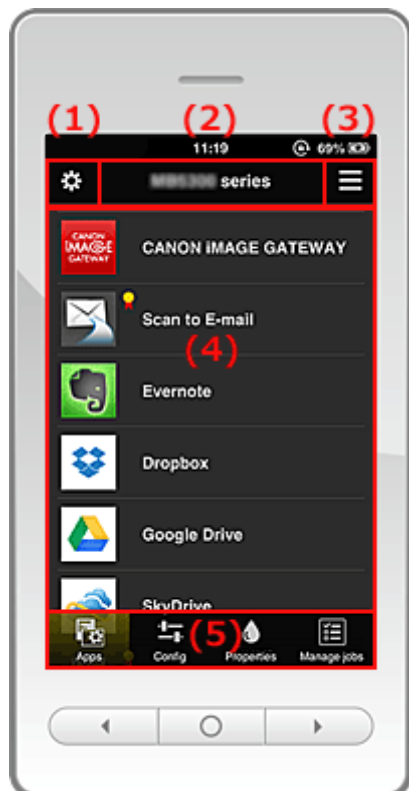 (1) (2) (3)
11:19 69%
series
CANON iMAGE GATEWAY
CANON iMAGE GATEWAY
Scan to E-mail
(4)
Evernote
Dropbox
Google Drive
SkyDrive
(5)
Apps Config Properties Manage jobs